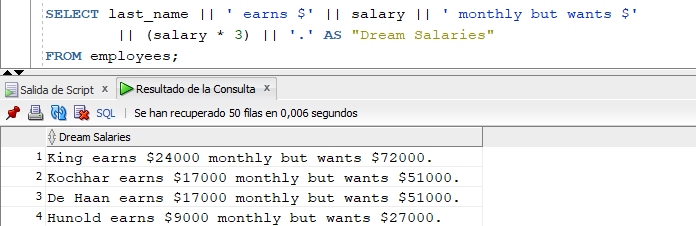 SELECT last_name || ' earns $' || salary || ' monthly but wants $'
|| (salary * 3) || '.' AS "Dream Salaries"
FROM employees;
Salida de Script x Resultado de la Consulta x
SQL | Se han recuperado 50 filas en 0,006 segundos
Dream Salaries
1 King earns $24000 monthly but wants $72000.
2 Kochhar earns $17000 monthly but wants $51000.
3 De Haan earns $17000 monthly but wants $51000.
4 Hunold earns $9000 monthly but wants $27000.